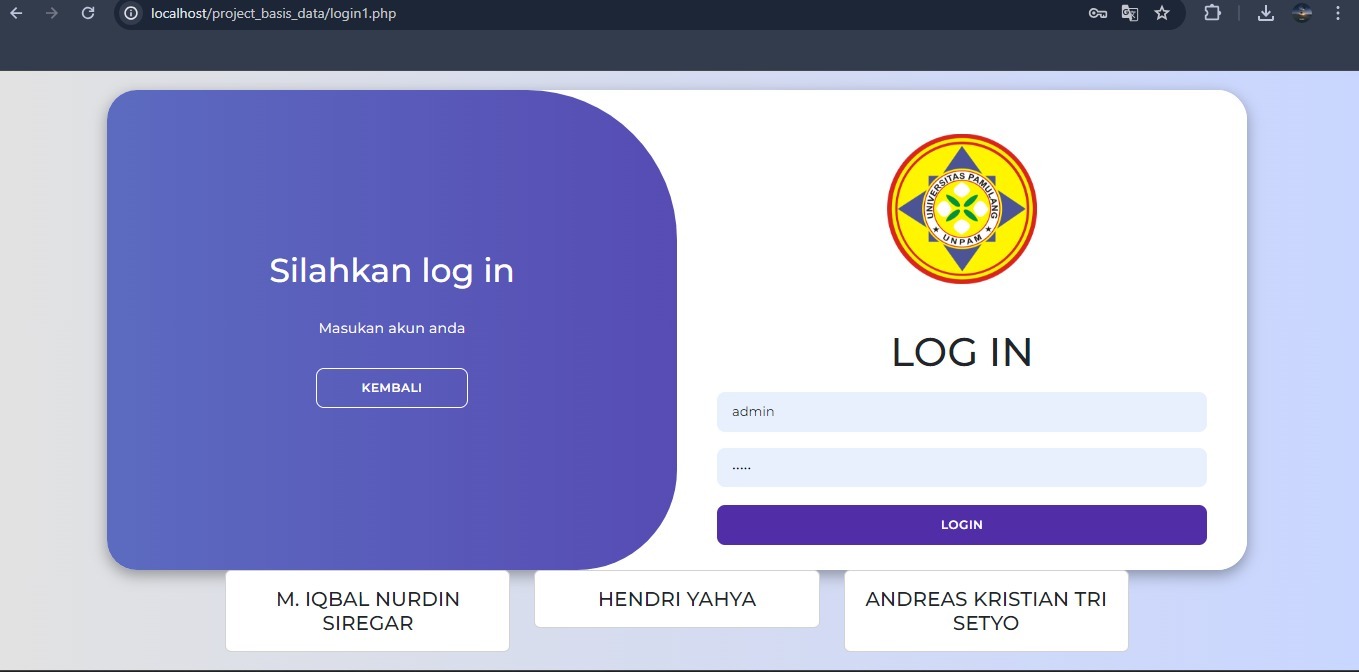 localhost/project_basis_data/login1.php
Silahkan log in
Masukan akun anda
KEMBALI
UNIVERSITAS PAMULANG
UNPAM
LOG IN
admin
•••••
LOGIN
M. IQBAL NURDIN
SIREGAR
HENDRI YAHYA
ANDREAS KRISTIAN TRI
SETYO